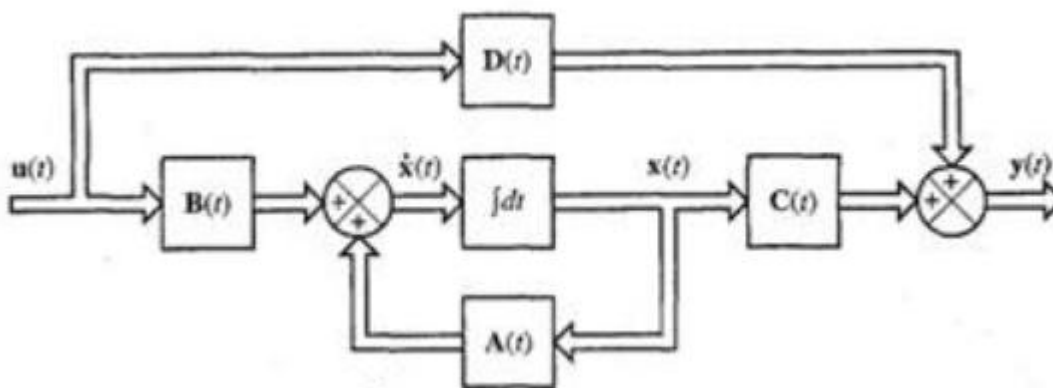 D(t)
u(t)
ẋ(t)
x(t)
y(t)
B(t)
+
+
∫dt
C(t)
+
+
A(t)